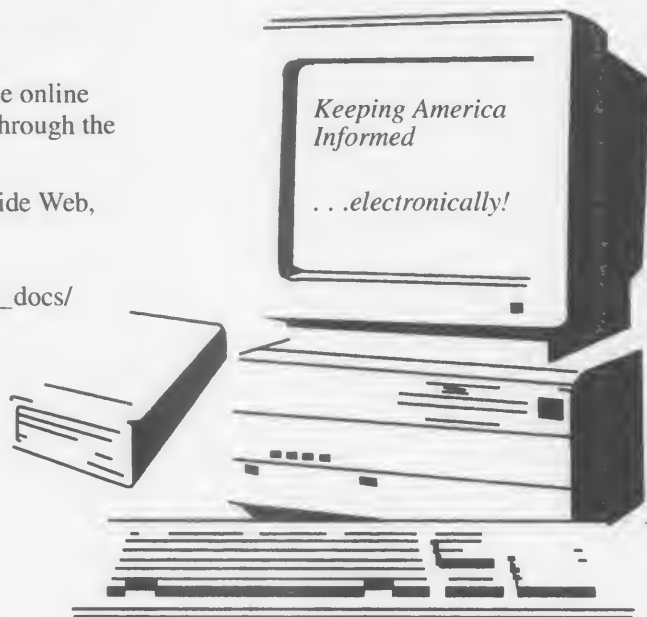 e online
hrough the
ide Web,
_docs/
Keeping America
Informed
. . .electronically!